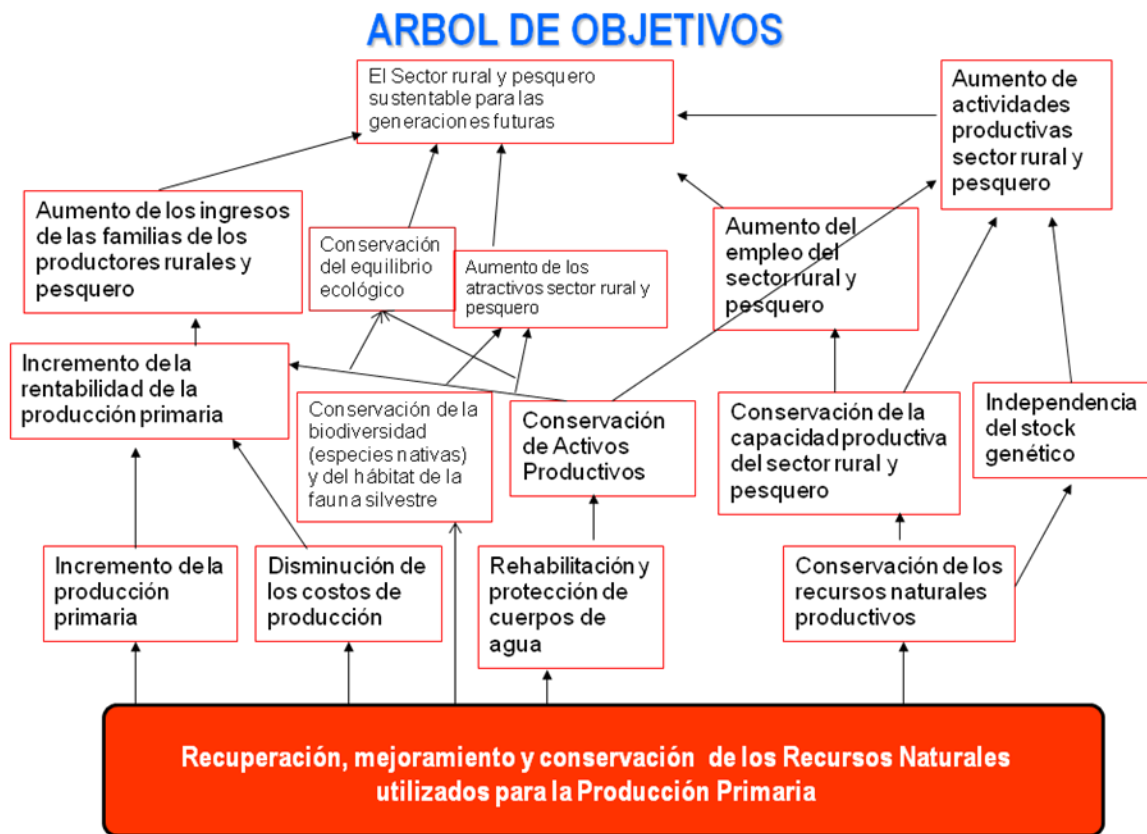 ARBOL DE OBJETIVOS
El Sector rural y pesquero
sustentable para las
generaciones futuras
Aumento de
actividades
productivas
sector rural y
pesquero
Aumento de los ingresos
de las familias de los
productores rurales y
pesquero
Conservación
del equilibrio
ecológico
Aumento de los
atractivos sector rural y
pesquero
Aumento del
empleo del
sector rural y
pesquero
Incremento de la
rentabilidad de la
producción primaria
Conservación de la
biodiversidad
(especies nativas)
y del hábitat de la
fauna silvestre
Conservación
de Activos
Productivos
Conservación de la
capacidad productiva
del sector rural y
pesquero
Independencia
del stock
genético
Incremento de la
producción
primaria
Disminución de
los costos de
producción
Rehabilitación y
protección de
cuerpos de
agua
Conservación de los
recursos naturales
productivos
Recuperación, mejoramiento y conservación de los Recursos Naturales
utilizados para la Producción Primaria